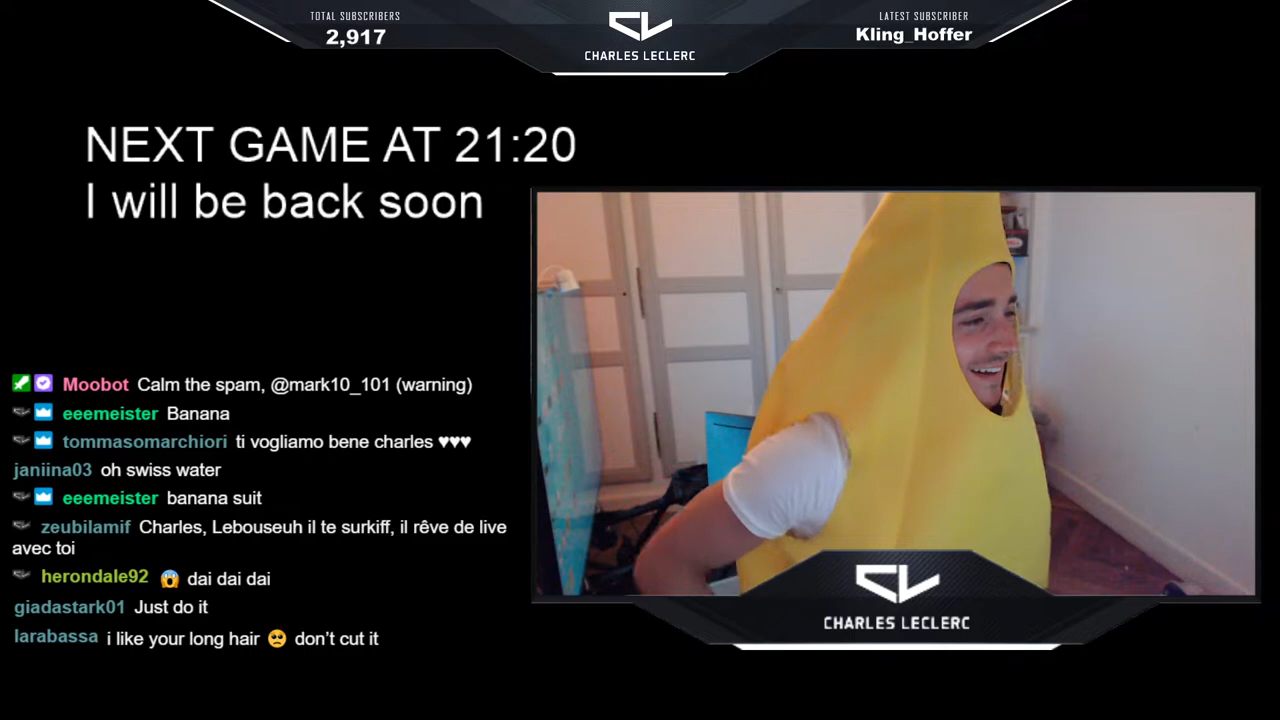 TOTAL SUBSCRIBERS
2,917
CHARLES LECLERC
LATEST SUBSCRIBER
Kling_Hoffer
NEXT GAME AT 21:20
I will be back soon
Moobot Calm the spam, @mark10_101 (warning)
eeemeister Banana
tommasomarchiori ti vogliamo bene charles ♥♥♥
janiina03 oh swiss water
eeemeister banana suit
zeubilamif Charles, Lebouseuh il te surkiff, il rêve de live
avec toi
herondale92 😱 dai dai dai
giadastark01 Just do it
larabassa i like your long hair 🥺 don’t cut it
CHARLES LECLERC